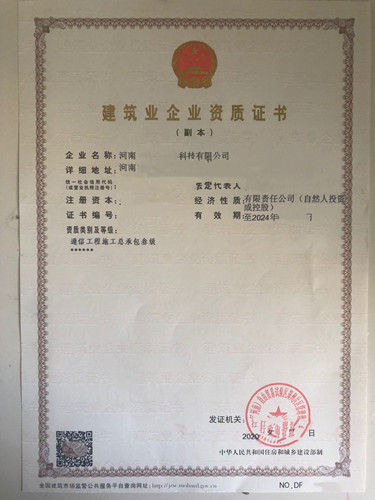 建筑业企业资质证书
（副本）
企业名称：河南 科技有限公司
详细地址：河南
统一社会信用代码
（或营业执照注册号）：
法定代表人
注册资本：
经济性质：有限责任公司（自然人投资
或控股）
证书编号：
有效期：至2024年
资质类别及等级：
通信工程施工总承包叁级
******
发证机关：
2020 年 日
中华人民共和国住房和城乡建设部制
全国建筑市场监管公共服务平台查询网址：http://jzsc.mohurd.gov.cn
NO.DF